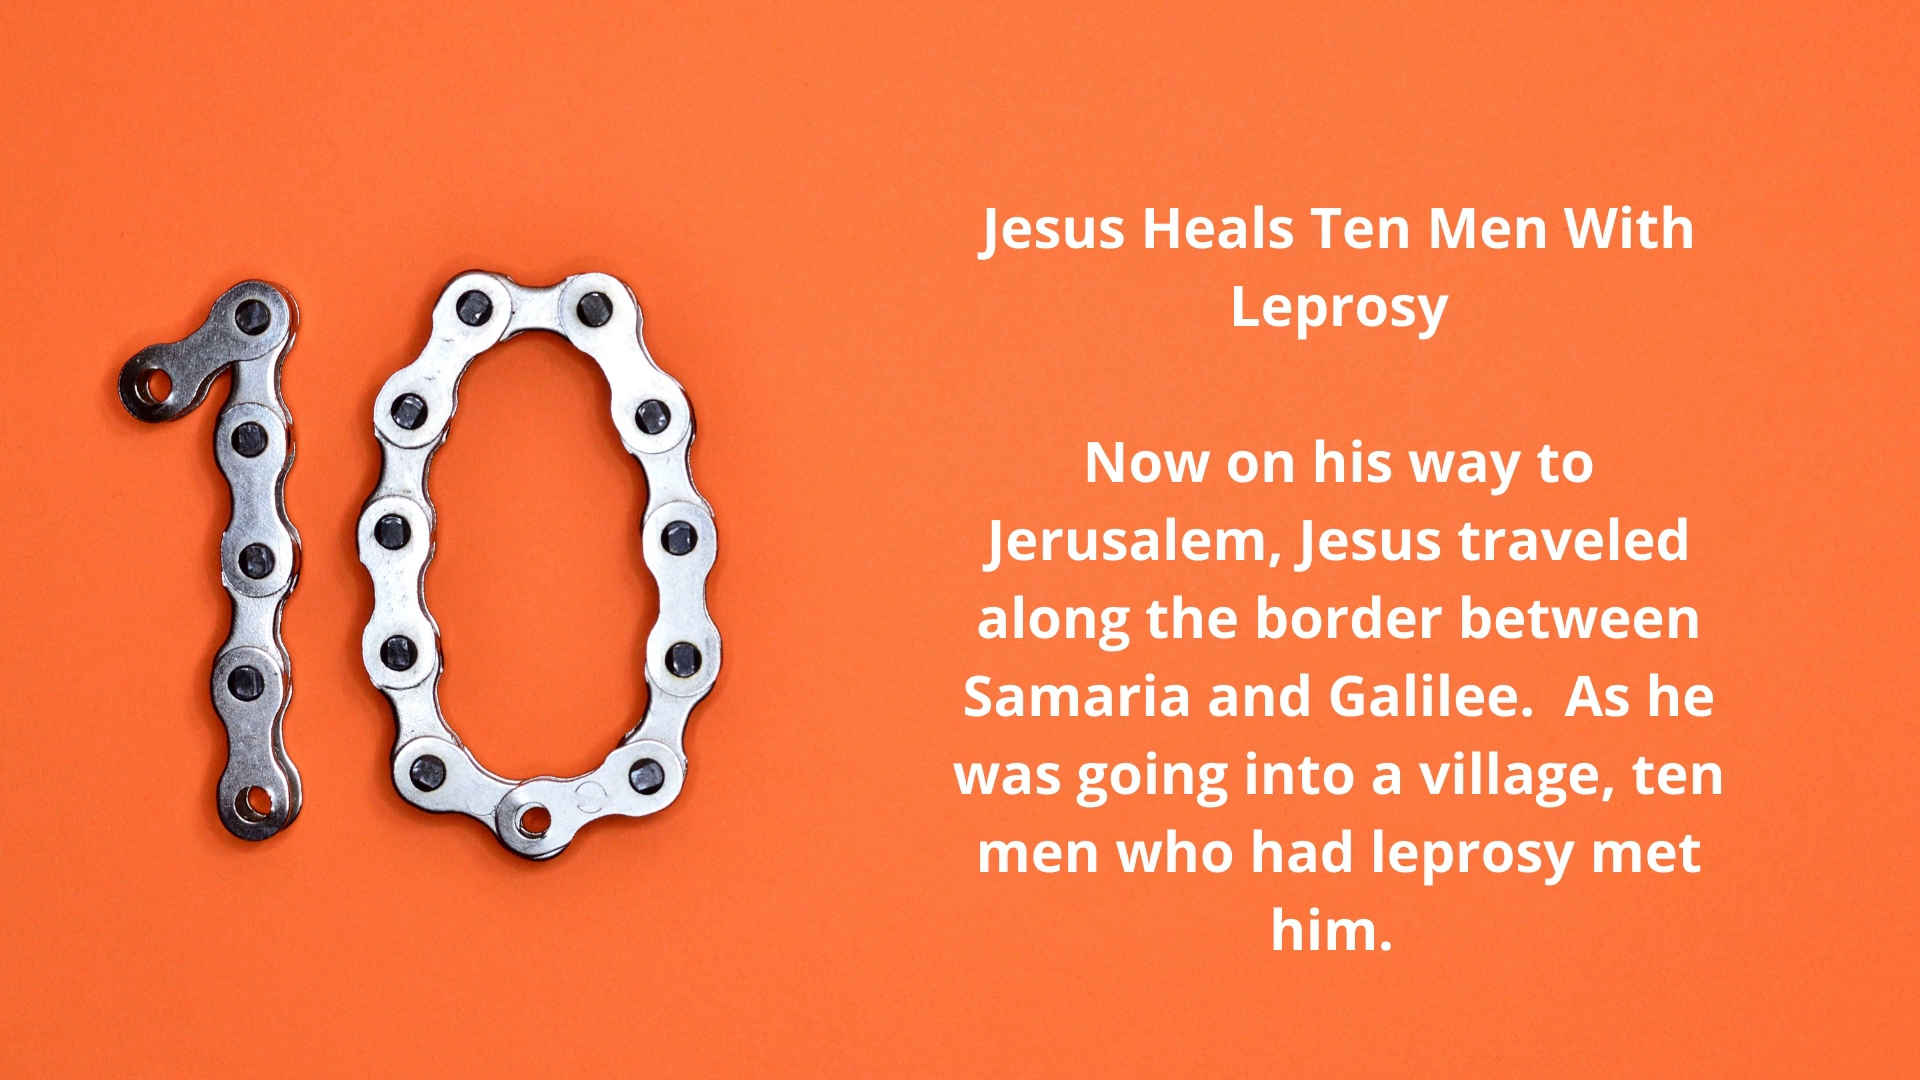 10
Jesus Heals Ten Men With
Leprosy
Now on his way to
Jerusalem, Jesus traveled
along the border between
Samaria and Galilee.  As he
was going into a village, ten
men who had leprosy met
him.